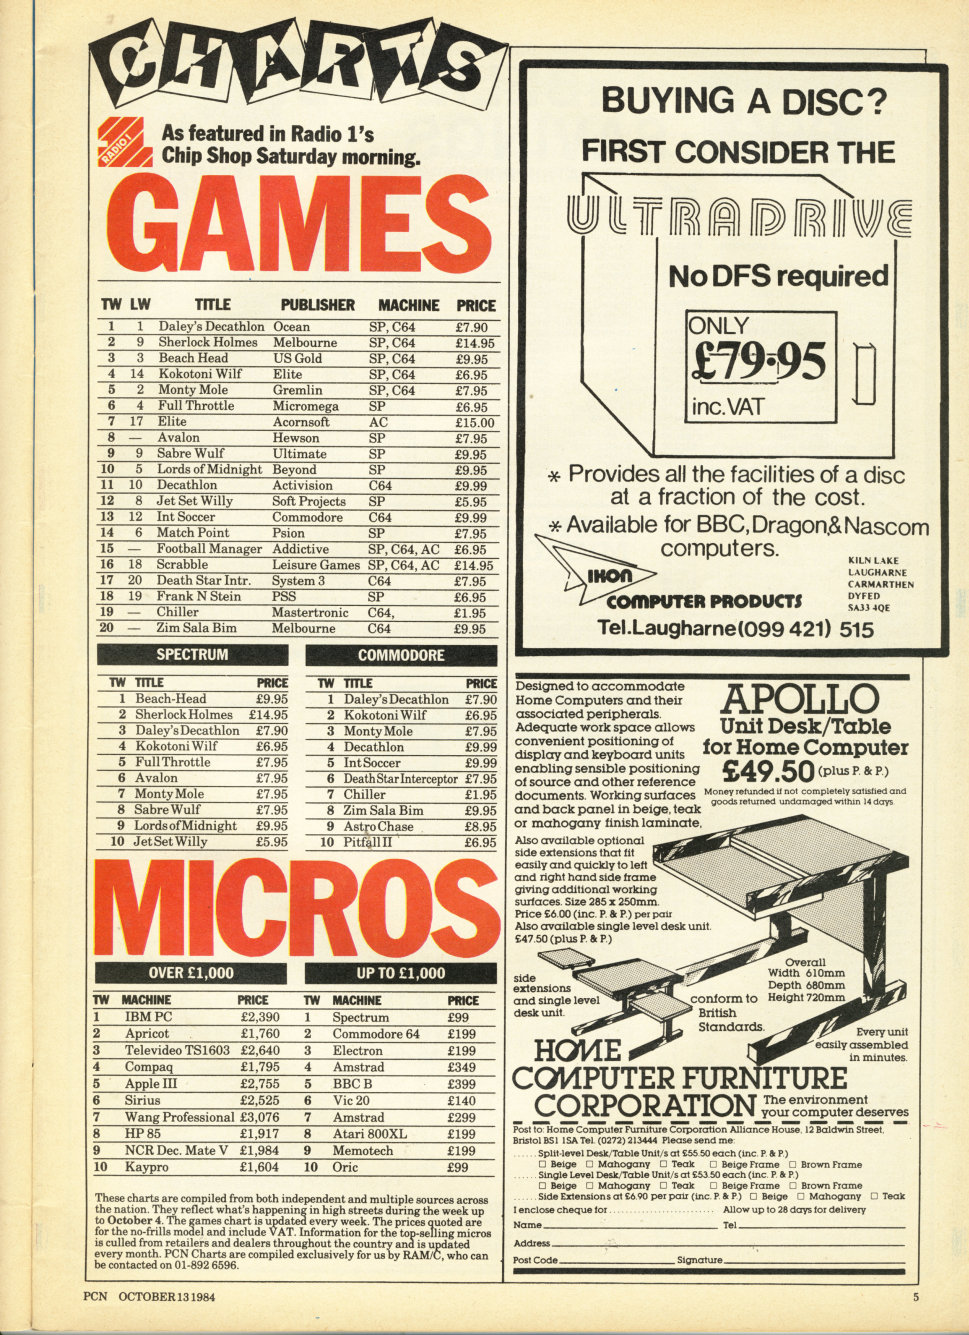 CHARTS
RADIO 1
As featured in Radio 1's
Chip Shop Saturday morning.
GAMES
TW LW TITLE PUBLISHER MACHINE PRICE
1 1 Daley's Decathlon Ocean SP, C64 £7.90
2 9 Sherlock Holmes Melbourne SP, C64 £14.95
3 3 Beach Head US Gold SP, C64 £9.95
4 14 Kokotoni Wilf Elite SP, C64 £6.95
5 2 Monty Mole Gremlin SP, C64 £7.95
6 4 Full Throttle Micromega SP £6.95
7 17 Elite Acornsoft AC £15.00
8 — Avalon Hewson SP £7.95
9 9 Sabre Wulf Ultimate SP £9.95
10 5 Lords of Midnight Beyond SP £9.95
11 10 Decathlon Activision C64 £9.99
12 8 Jet Set Willy Soft Projects SP £5.95
13 12 Int Soccer Commodore C64 £9.99
14 6 Match Point Psion SP £7.95
15 — Football Manager Addictive SP, C64, AC £6.95
16 18 Scrabble Leisure Games SP, C64, AC £14.95
17 20 Death Star Intr. System 3 C64 £7.95
18 19 Frank N Stein PSS SP £6.95
19 — Chiller Mastertronic C64, £1.95
20 — Zim Sala Bim Melbourne C64 £9.95
SPECTRUM
TW TITLE PRICE
1 Beach-Head £9.95
2 Sherlock Holmes £14.95
3 Daley's Decathlon £7.90
4 Kokotoni Wilf £6.95
5 Full Throttle £7.95
6 Avalon £7.95
7 Monty Mole £7.95
8 Sabre Wulf £7.95
9 Lords of Midnight £9.95
10 Jet Set Willy £5.95
COMMODORE
TW TITLE PRICE
1 Daley's Decathlon £7.90
2 Kokotoni Wilf £6.95
3 Monty Mole £7.95
4 Decathlon £9.99
5 Int Soccer £9.99
6 Death Star Interceptor £7.95
7 Chiller £1.95
8 Zim Sala Bim £9.95
9 Astro Chase £8.95
10 Pitfall II £6.95
MICROS
OVER £1,000
TW MACHINE PRICE
1 IBM PC £2,390
2 Apricot £1,760
3 Televideo TS1603 £2,640
4 Compaq £1,795
5 Apple III £2,755
6 Sirius £2,525
7 Wang Professional £3,076
8 HP 85 £1,917
9 NCR Dec. Mate V £1,984
10 Kaypro £1,604
UP TO £1,000
TW MACHINE PRICE
1 Spectrum £99
2 Commodore 64 £199
3 Electron £199
4 Amstrad £349
5 BBC B £399
6 Vic 20 £140
7 Amstrad £299
8 Atari 800XL £199
9 Memotech £199
10 Oric £99
These charts are compiled from both independent and multiple sources across
the nation. They reflect what's happening in high streets during the week up
to October 4. The games chart is updated every week. The prices quoted are
for the no-frills model and include VAT. Information for the top-selling micros
is culled from retailers and dealers throughout the country and is updated
every month. PCN Charts are compiled exclusively for us by RAM/C, who can
be contacted on 01-892 6596.
BUYING A DISC?
FIRST CONSIDER THE
ULTRADRIVE
No DFS required
ONLY
£79·95
inc. VAT
* Provides all the facilities of a disc
at a fraction of the cost.
* Available for BBC, Dragon, & Nascom
computers.
IKON
COMPUTER PRODUCTS
KILN LAKE
LAUGHARNE
CARMARTHEN
DYFED
SA33 4QE
Tel. Laugharne (099 421) 515
Designed to accommodate
Home Computers and their
associated peripherals.
Adequate work space allows
convenient positioning of
display and keyboard units
enabling sensible positioning
of source and other reference
documents. Working surfaces
and back panel in beige, teak
or mahogany finish laminate,
APOLLO
Unit Desk/Table
for Home Computer
£49.50 (plus P. & P.)
Money refunded if not completely satisfied and
goods returned undamaged within 14 days.
Also available optional
side extensions that fit
easily and quickly to left
and right hand side frame
giving additional working
surfaces. Size 285 x 250mm.
Price £6.00 (inc. P. & P.) per pair
Also available single level desk unit.
£47.50 (plus P. & P.)
side
extensions
and single level
desk unit.
Overall
Width 610mm
Depth 680mm
Height 720mm
conform to
British
Standards.
Every unit
easily assembled
in minutes.
HOME
COMPUTER FURNITURE
CORPORATION
The environment
your computer deserves
Post to: Home Computer Furniture Corporation Alliance House, 12 Baldwin Street,
Bristol BS1 1SA Tel. (0272) 213444 Please send me:
......Split-level Desk/Table Unit/s at £55.50 each (inc. P. & P.)
☐ Beige ☐ Mahogany ☐ Teak ☐ Beige Frame ☐ Brown Frame
......Single Level Desk/Table Unit/s at £53.50 each (inc. P. & P.)
☐ Beige ☐ Mahogany ☐ Teak ☐ Beige Frame ☐ Brown Frame
......Side Extensions at £6.90 per pair (inc. P. & P.) ☐ Beige ☐ Mahogany ☐ Teak
I enclose cheque for ........................ Allow up to 28 days for delivery
Name Tel
Address
Post Code Signature
PCN OCTOBER 13 1984
5